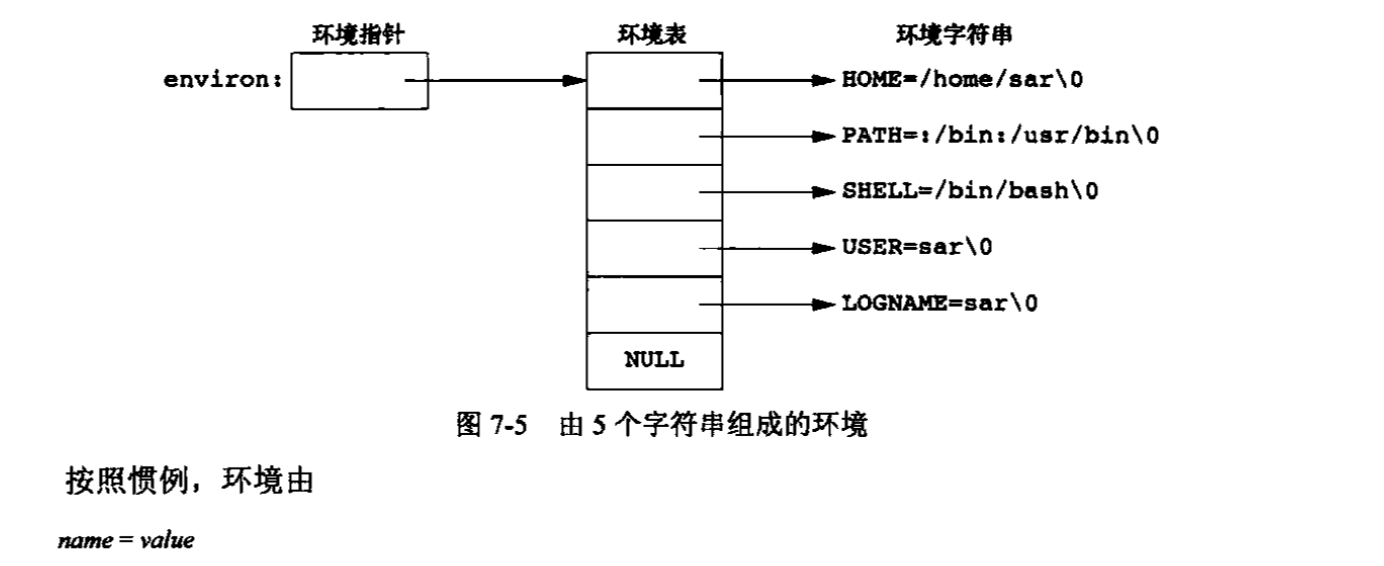 环境指针 环境表 环境字符串
environ: HOME=/home/sar\0
PATH=:/bin:/usr/bin\0
SHELL=/bin/bash\0
USER=sar\0
LOGNAME=sar\0
NULL
图 7-5 由 5 个字符串组成的环境
按照惯例，环境由
name = value